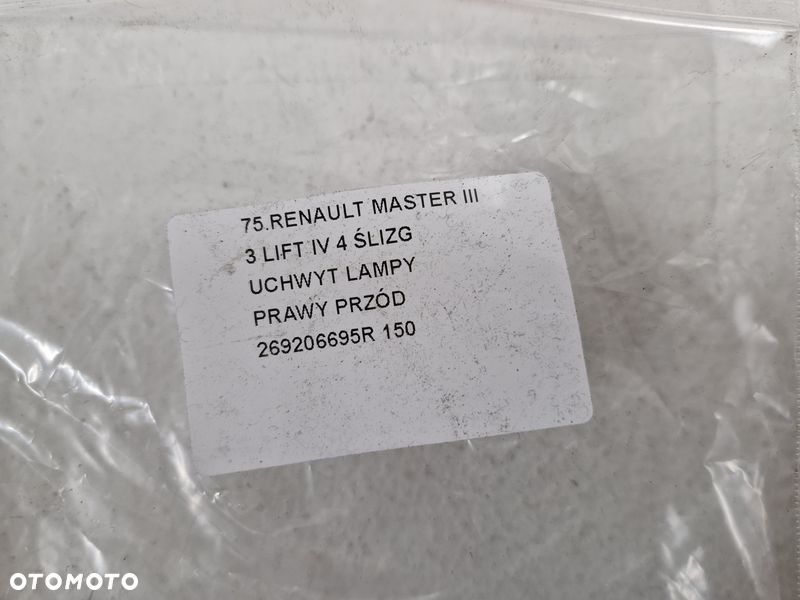 75.RENAULT MASTER III
3 LIFT IV 4 ŚLIZG
UCHWYT LAMPY
PRAWY PRZÓD
269206695R 150
OTOMOTO